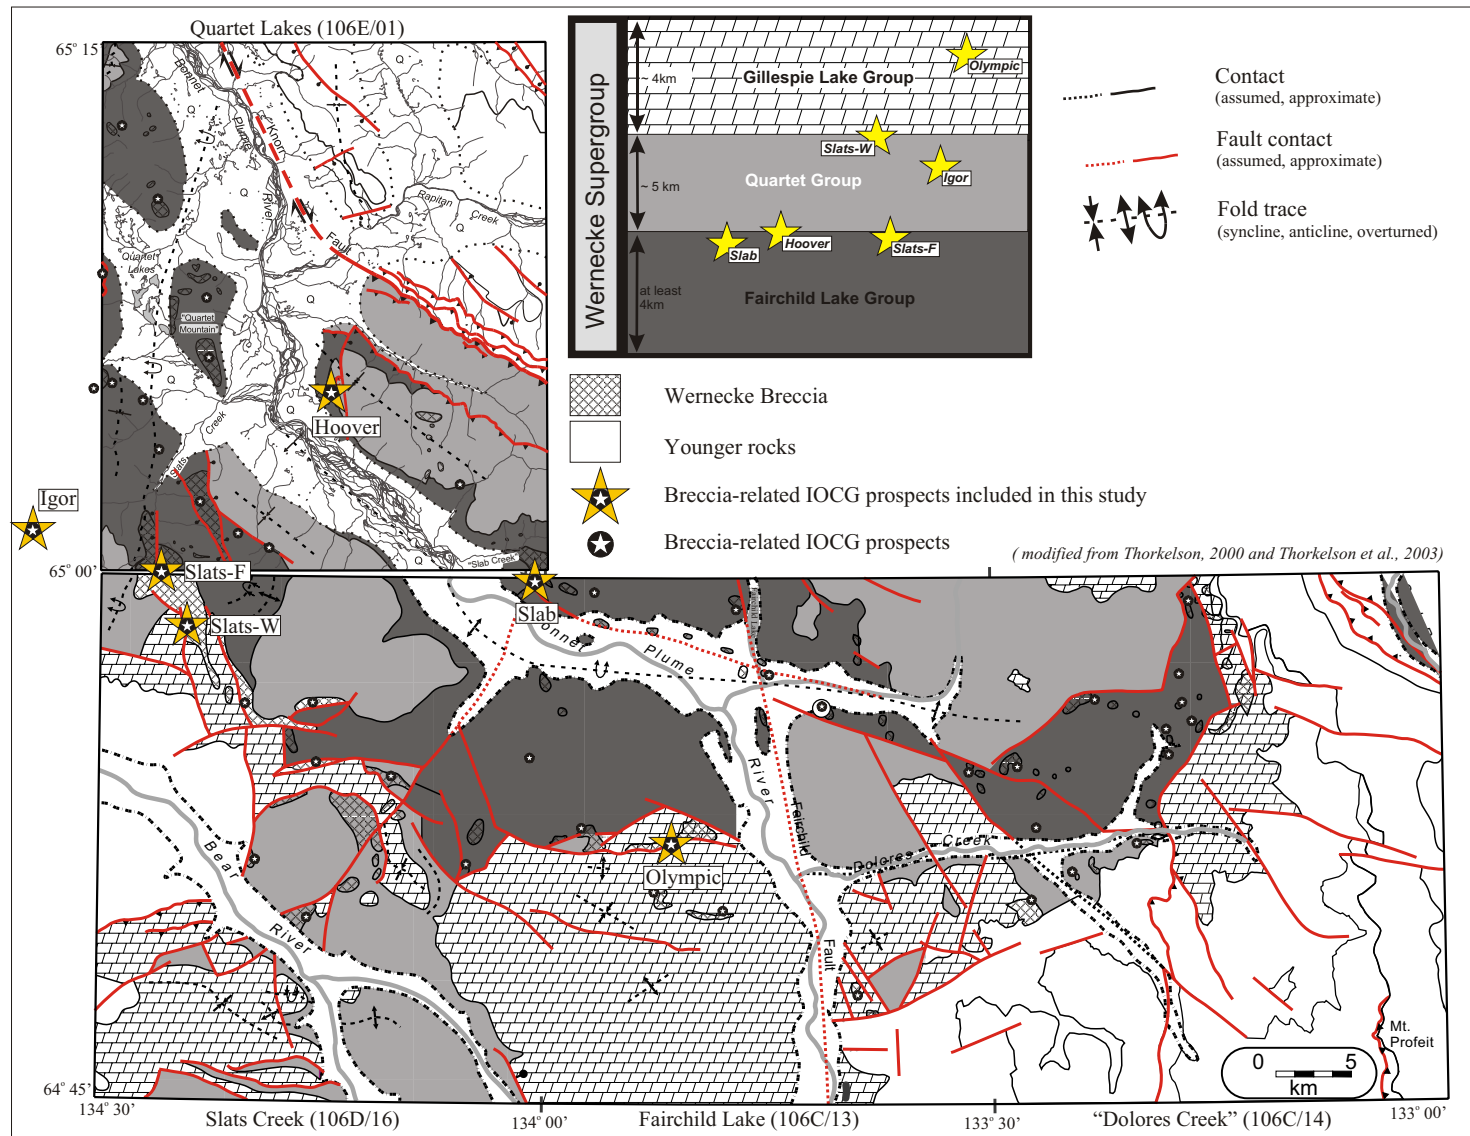 Quartet Lakes (106E/01)
65° 15'
Bonnet
Plume
River
Knorr
Fault
Rapitan
Creek
Quartet
Lakes
"Quartet
Mountain"
Q
Q
Q
Q
Q
Q
Q
Q
Q
Q
Slats
Creek
Hoover
"Slab Creek"
Igor
65° 00'
Wernecke Supergroup
~ 4km
Gillespie Lake Group
Olympic
~ 5 km
Quartet Group
Slats-W
Igor
at least
4km
Fairchild Lake Group
Slab
Hoover
Slats-F
Contact
(assumed, approximate)
Fault contact
(assumed, approximate)
Fold trace
(syncline, anticline, overturned)
Wernecke Breccia
Younger rocks
Breccia-related IOCG prospects included in this study
Breccia-related IOCG prospects
( modified from Thorkelson, 2000 and Thorkelson et al., 2003)
Slats-F
Slats-W
Slab
Bonnet
Plume
River
Fairchild
Fault
Dolores Creek
Olympic
Bear
River
Mt.
Profeit
0 5
km
64° 45'
134° 30'
Slats Creek (106D/16)
134° 00'
Fairchild Lake (106C/13)
133° 30'
“Dolores Creek” (106C/14)
133° 00'